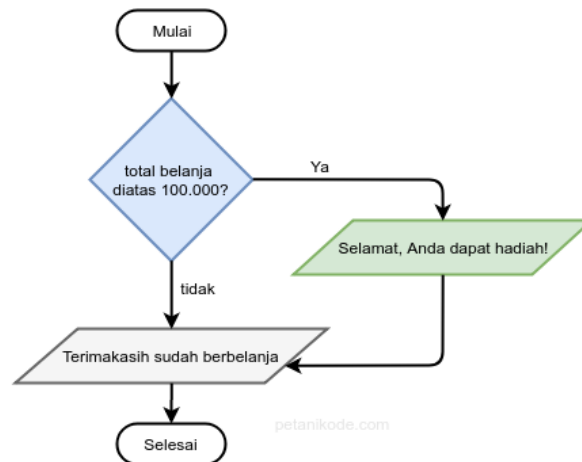 Mulai
total belanja
diatas 100.000?
Ya
Selamat, Anda dapat hadiah!
tidak
Terimakasih sudah berbelanja
petanikode.com
Selesai